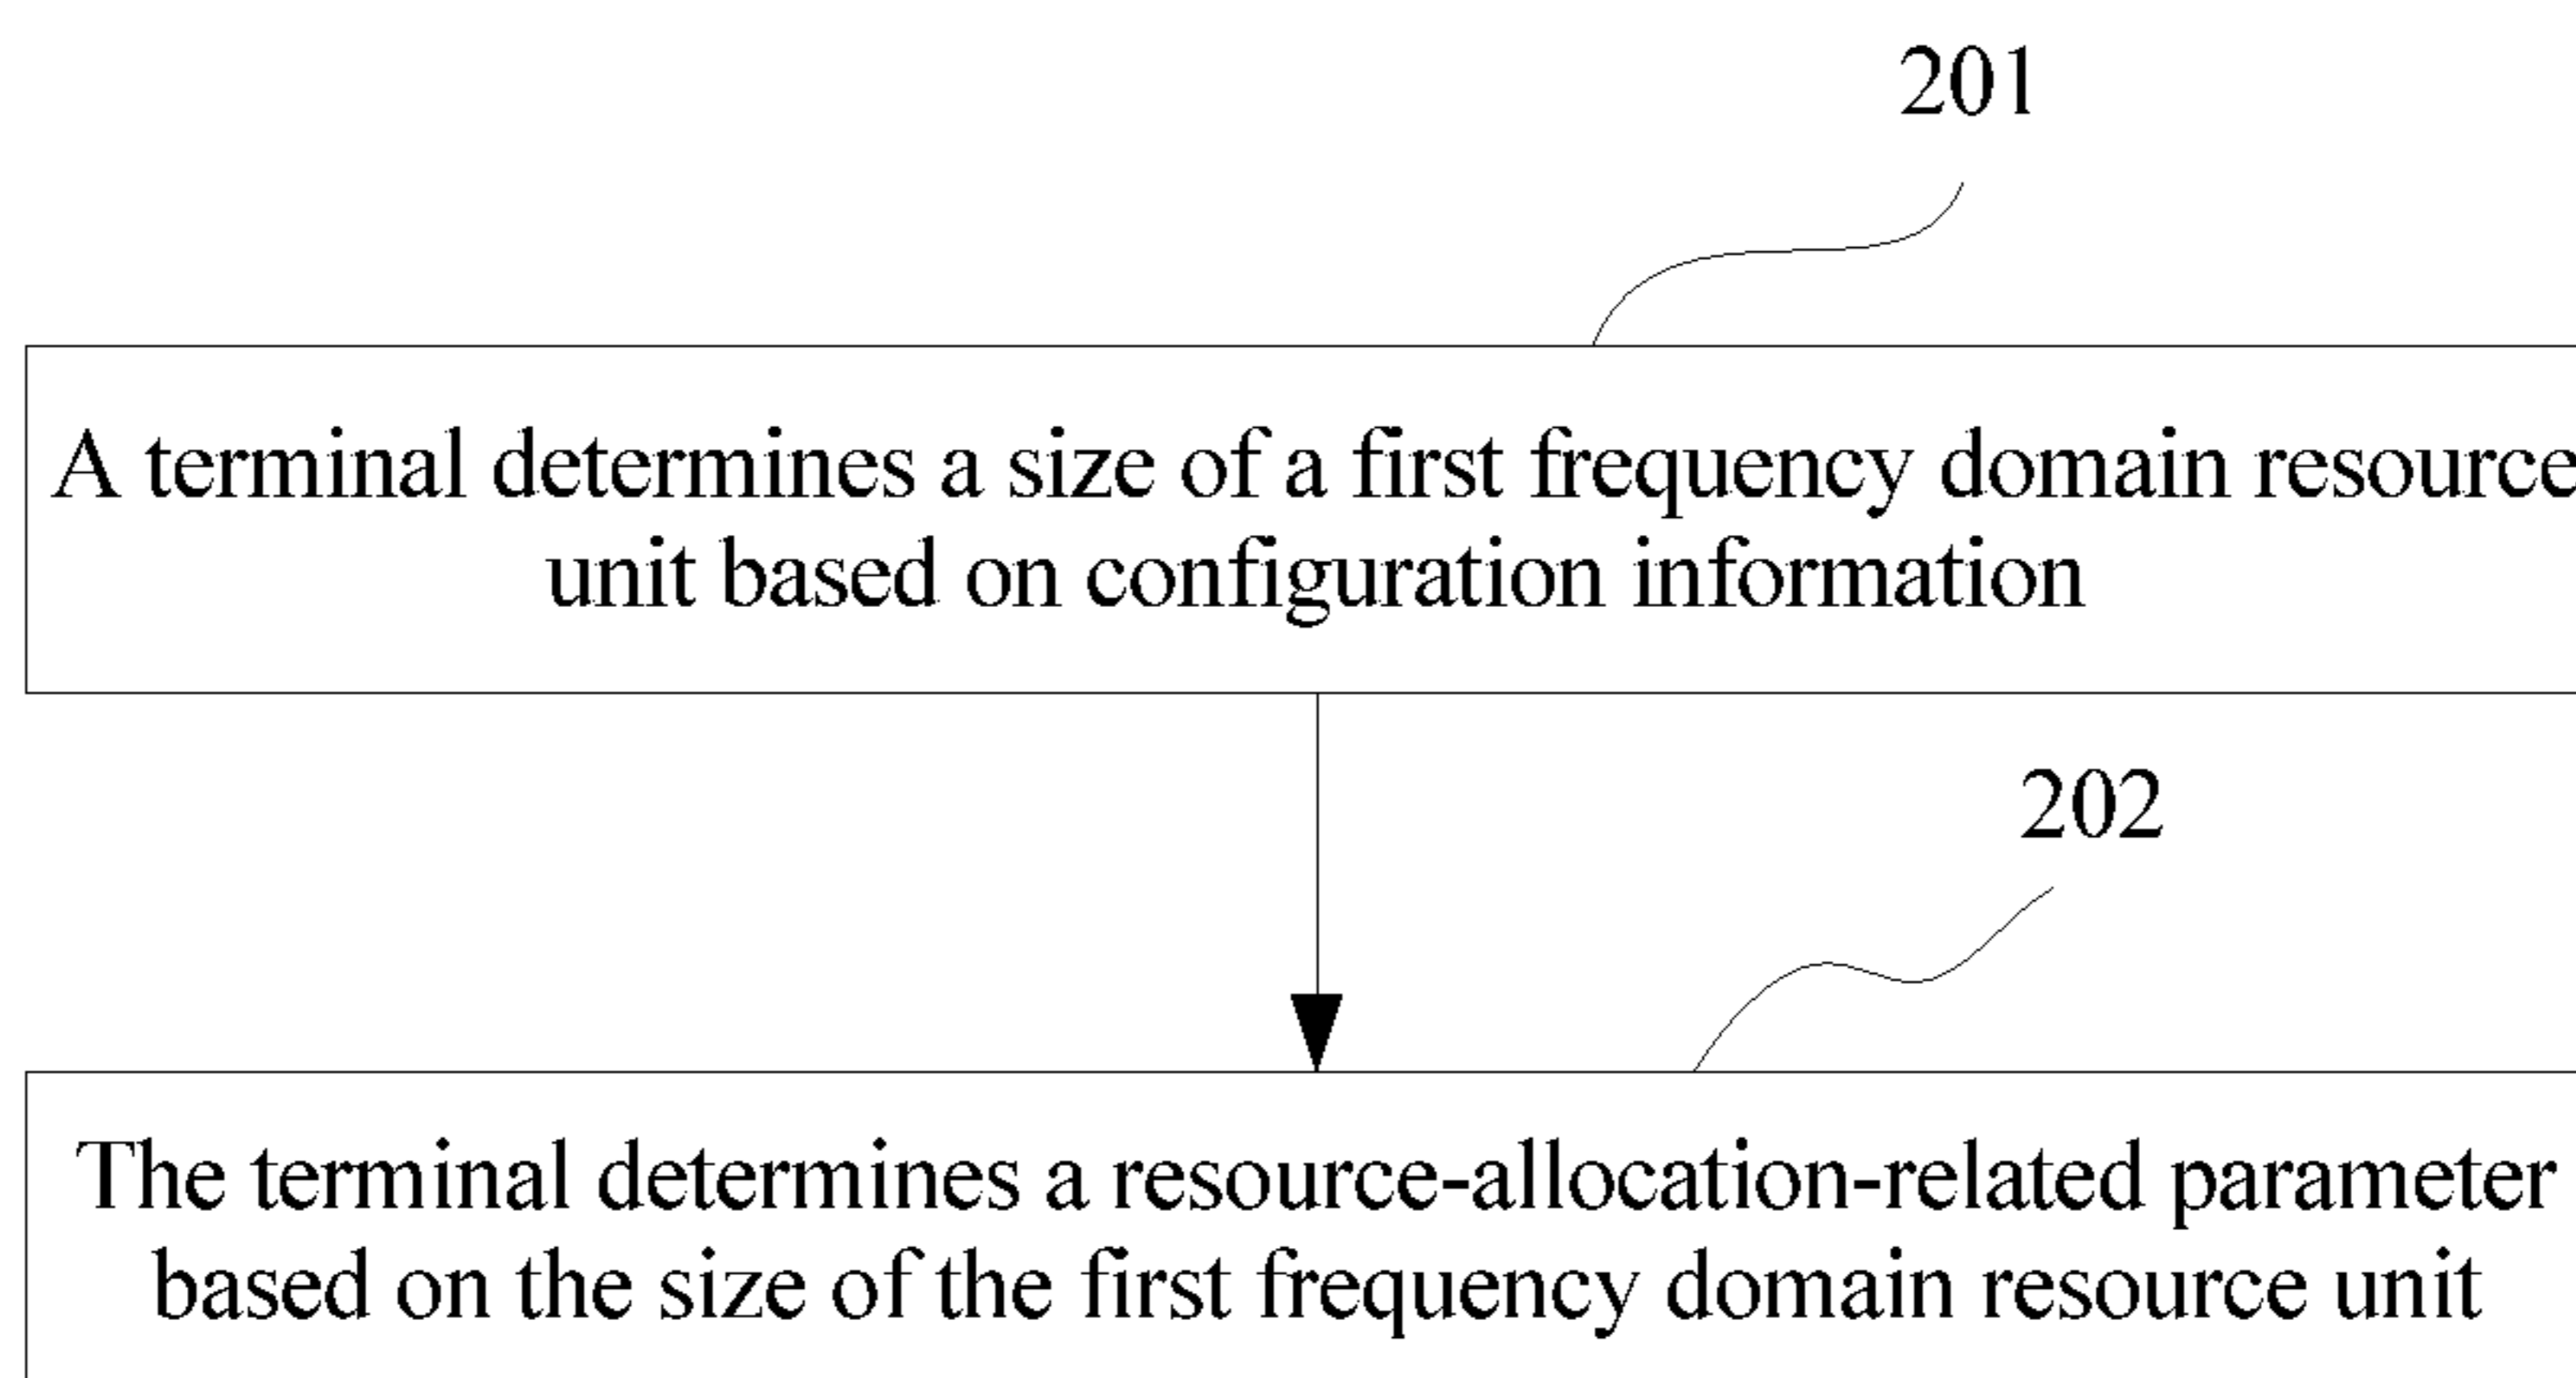 201
A terminal determines a size of a first frequency domain resource
unit based on configuration information
202
The terminal determines a resource-allocation-related parameter
based on the size of the first frequency domain resource unit